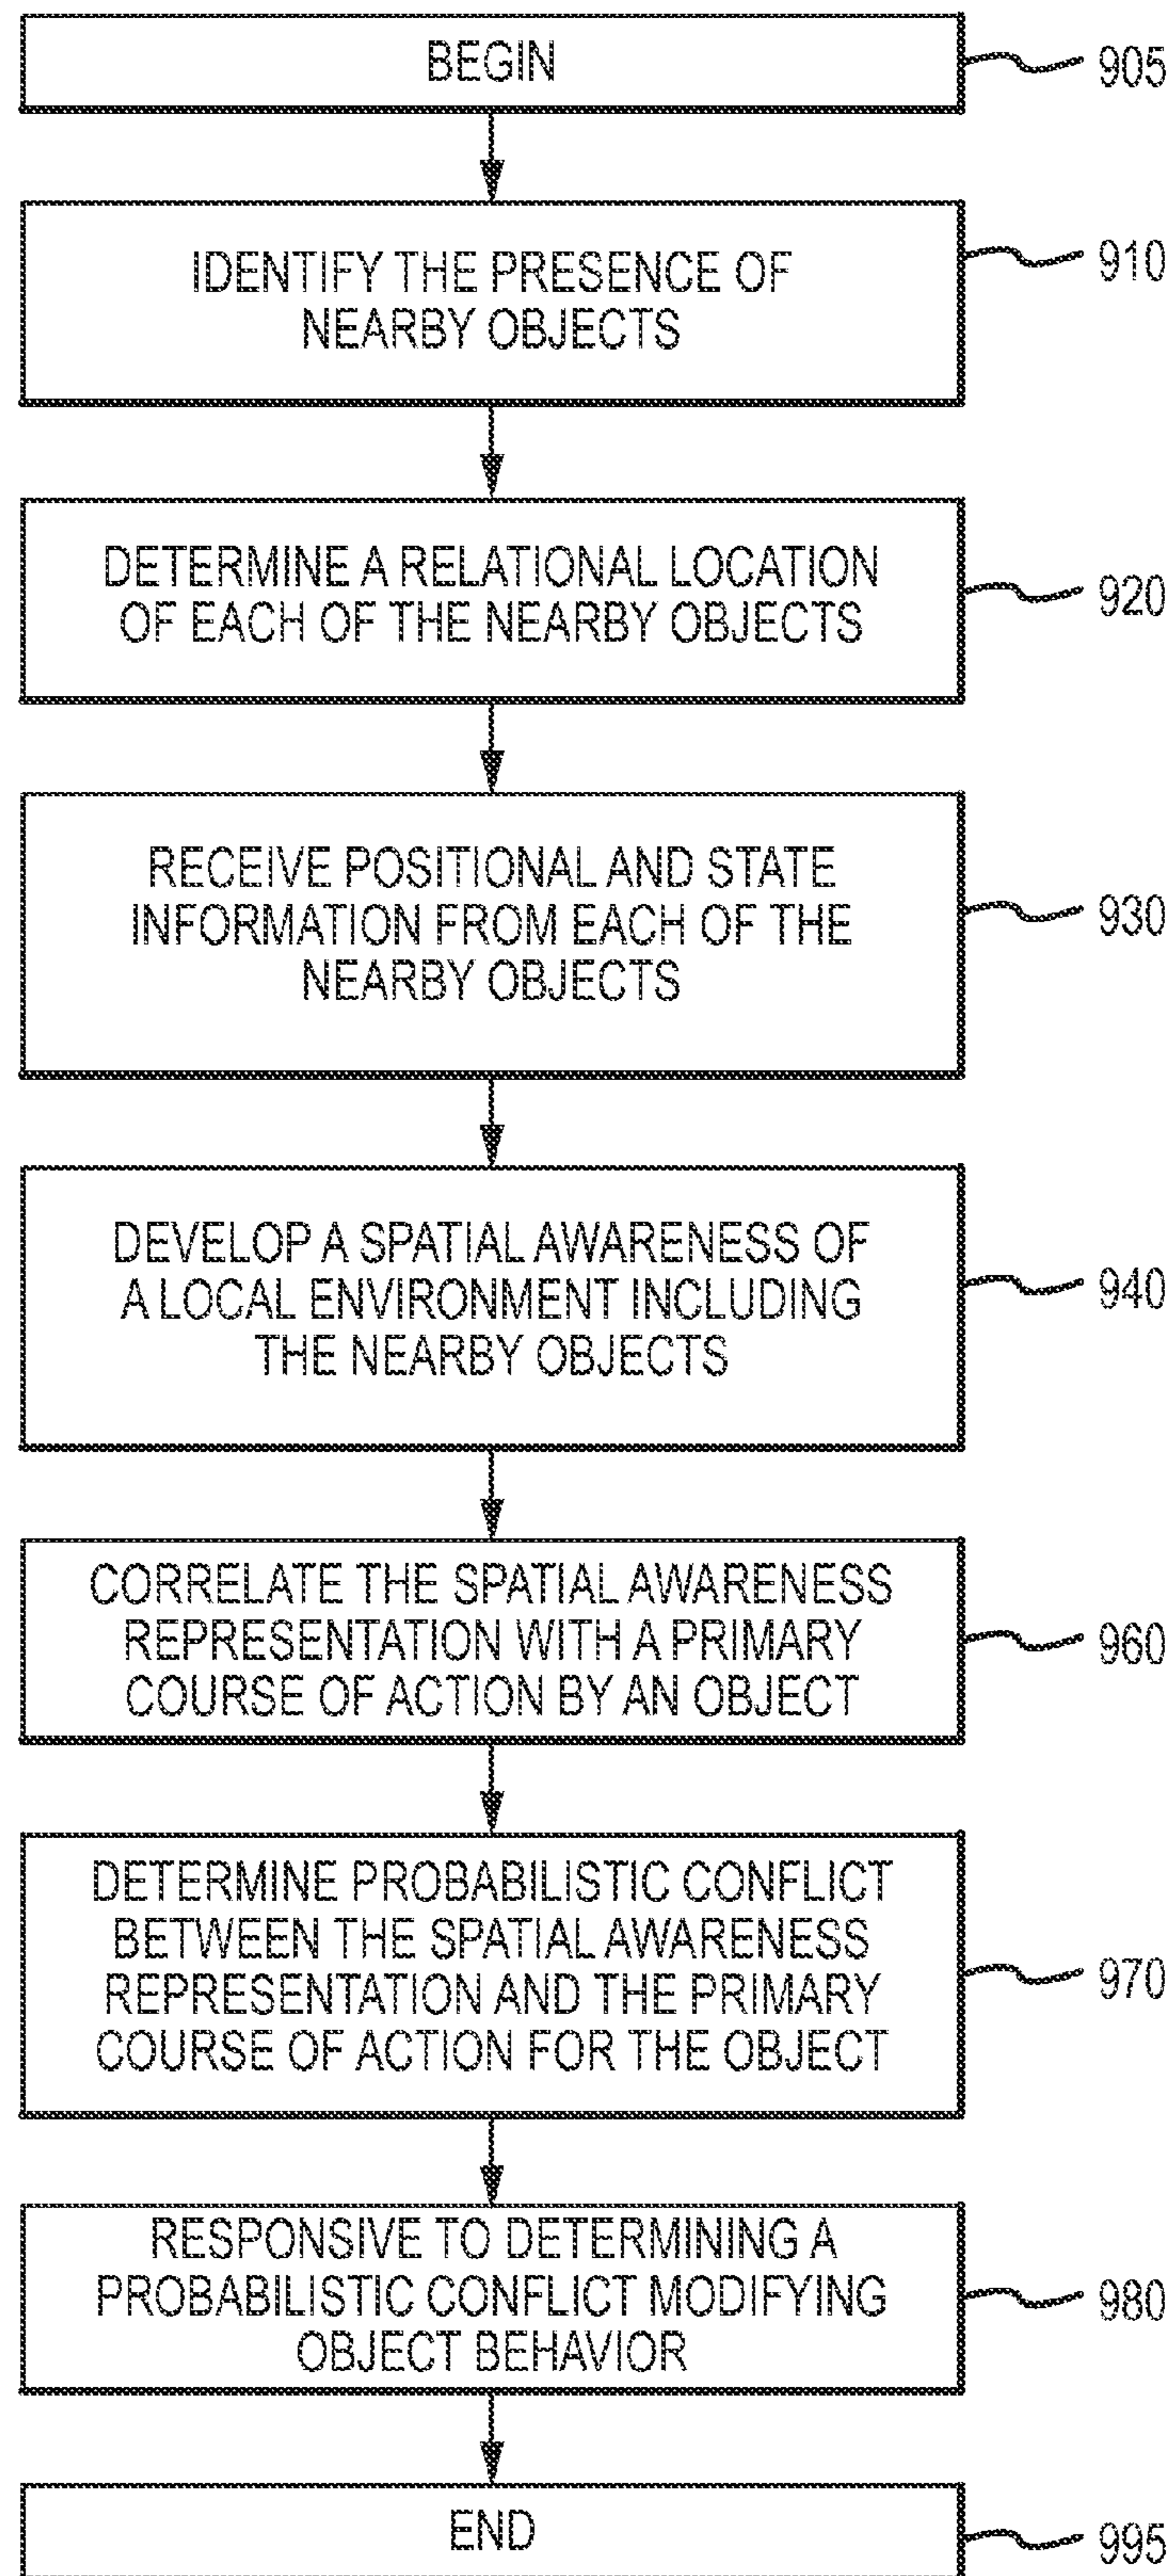 BEGIN
905
IDENTIFY THE PRESENCE OF
NEARBY OBJECTS
910
DETERMINE A RELATIONAL LOCATION
OF EACH OF THE NEARBY OBJECTS
920
RECEIVE POSITIONAL AND STATE
INFORMATION FROM EACH OF THE
NEARBY OBJECTS
930
DEVELOP A SPATIAL AWARENESS OF
A LOCAL ENVIRONMENT INCLUDING
THE NEARBY OBJECTS
940
CORRELATE THE SPATIAL AWARENESS
REPRESENTATION WITH A PRIMARY
COURSE OF ACTION BY AN OBJECT
960
DETERMINE PROBABILISTIC CONFLICT
BETWEEN THE SPATIAL AWARENESS
REPRESENTATION AND THE PRIMARY
COURSE OF ACTION FOR THE OBJECT
970
RESPONSIVE TO DETERMINING A
PROBABILISTIC CONFLICT MODIFYING
OBJECT BEHAVIOR
980
END
995